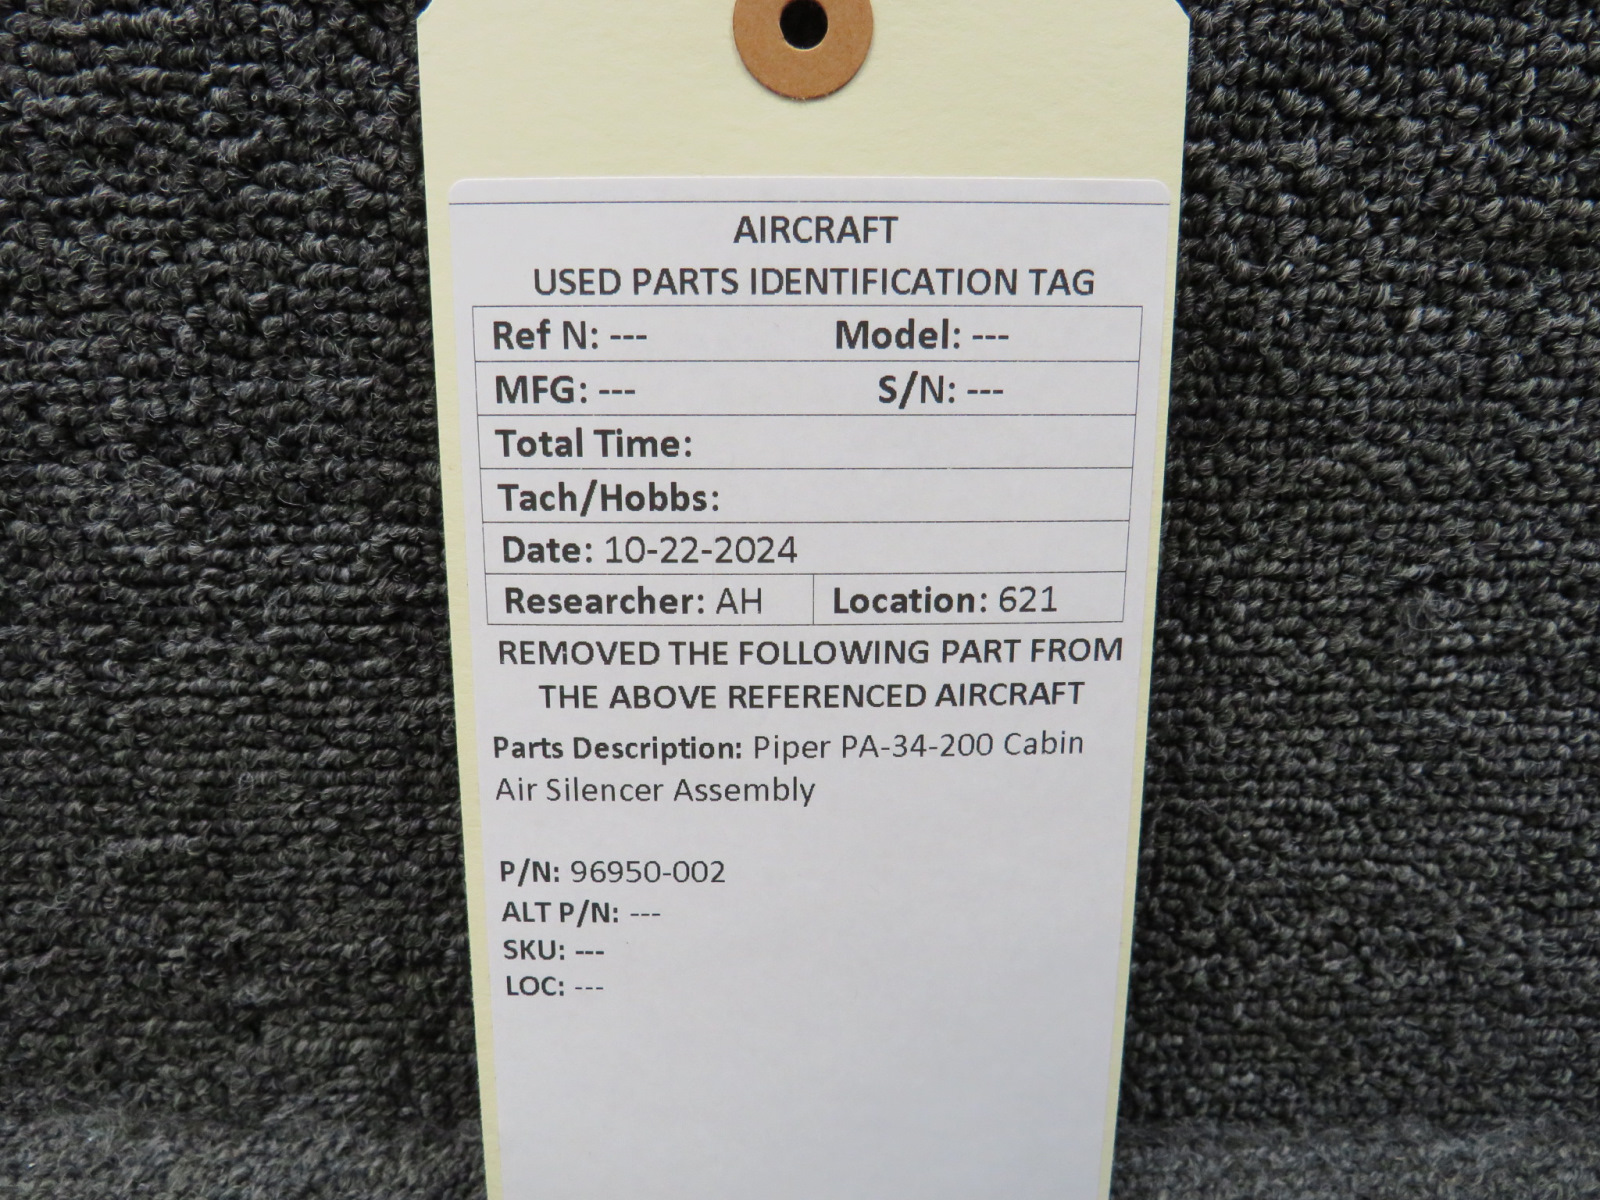 AIRCRAFT
USED PARTS IDENTIFICATION TAG
Ref N: --- Model: ---
MFG: --- S/N: ---
Total Time:
Tach/Hobbs:
Date: 10-22-2024
Researcher: AH Location: 621
REMOVED THE FOLLOWING PART FROM
THE ABOVE REFERENCED AIRCRAFT
Parts Description: Piper PA-34-200 Cabin
Air Silencer Assembly
P/N: 96950-002
ALT P/N: ---
SKU: ---
LOC: ---